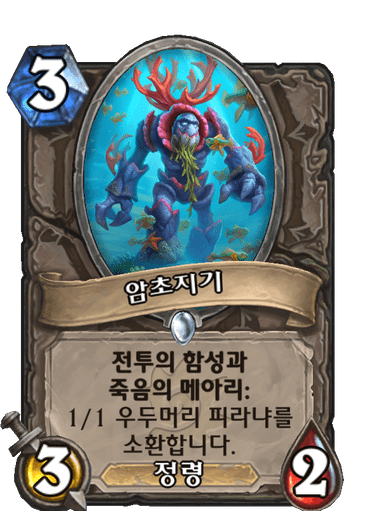 3
암초지기
전투의 함성과
죽음의 메아리:
1/1 우두머리 피라냐를
소환합니다.
3
정령
2